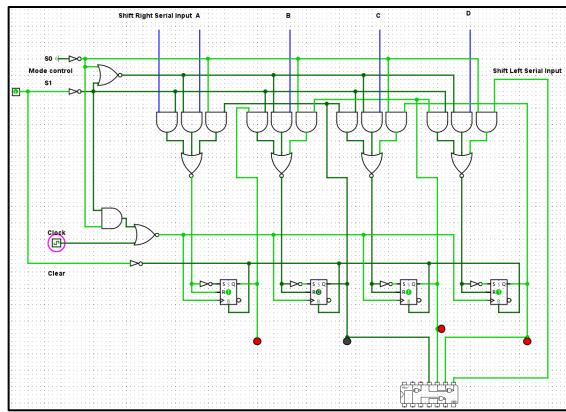 Shift Right Serial Input A B C D
S0
Mode control
Shift Left Serial Input
S1
Clock
Clear
S Q
R
S Q
R
S Q
R
S Q
R